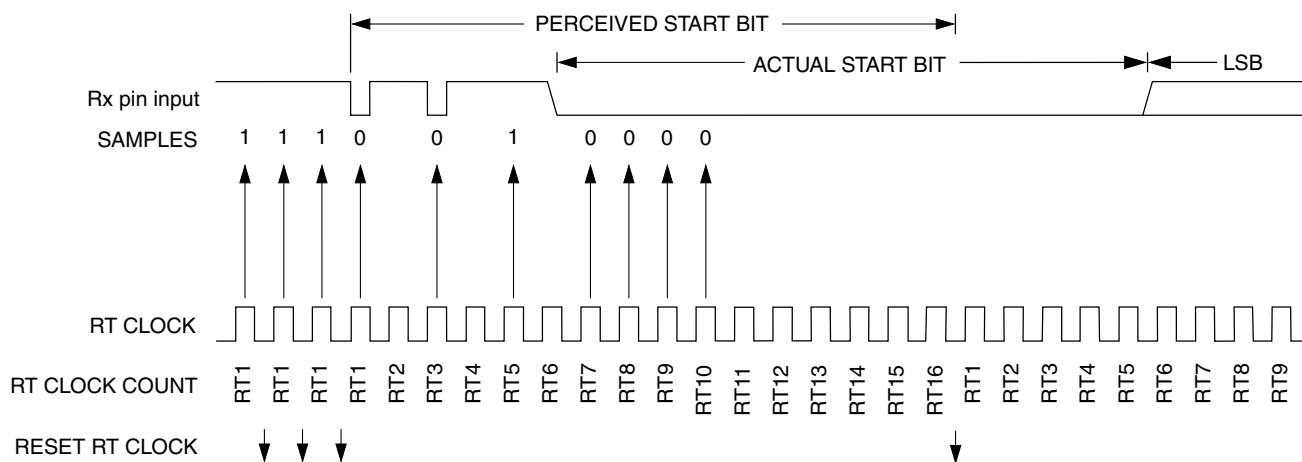 PERCEIVED START BIT
ACTUAL START BIT
LSB
Rx pin input
SAMPLES 1 1 1 0 0 1 0 0 0 0
RT CLOCK
RT CLOCK COUNT RT1 RT1 RT1 RT1 RT2 RT3 RT4 RT5 RT6 RT7 RT8 RT9 RT10 RT11 RT12 RT13 RT14 RT15 RT16 RT1 RT2 RT3 RT4 RT5 RT6 RT7 RT8 RT9
RESET RT CLOCK